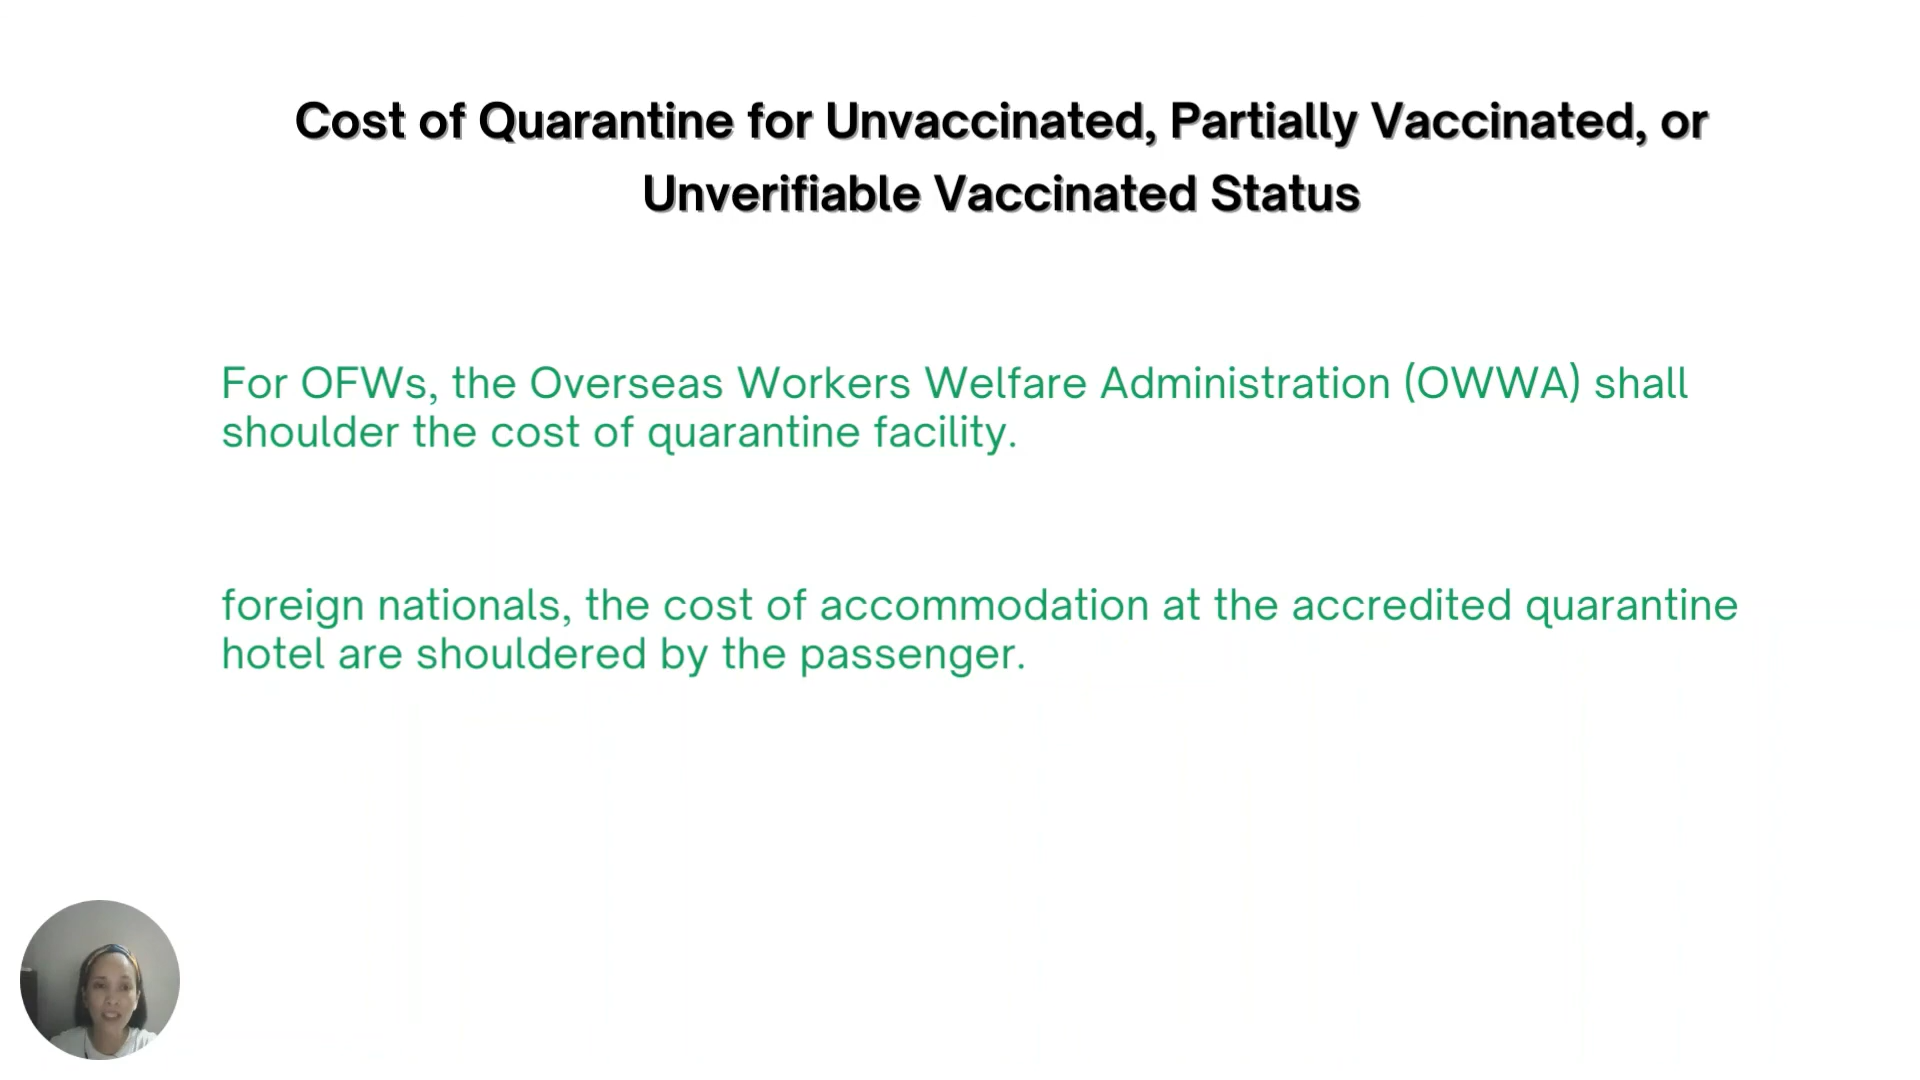 Cost of Quarantine for Unvaccinated, Partially Vaccinated, or
Unverifiable Vaccinated Status
For OFWs, the Overseas Workers Welfare Administration (OWWA) shall
shoulder the cost of quarantine facility.
foreign nationals, the cost of accommodation at the accredited quarantine
hotel are shouldered by the passenger.